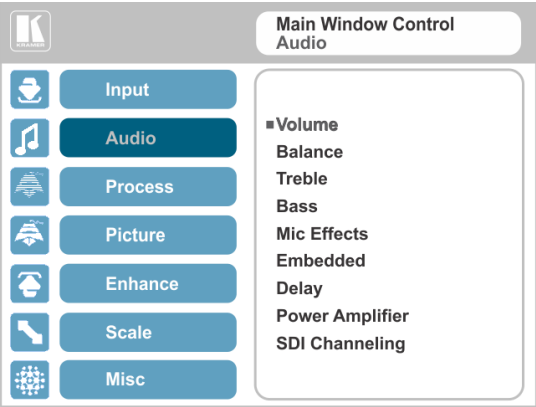 KRAMER
Main Window Control
Audio
Input
Audio
Process
Picture
Enhance
Scale
Misc
Volume
Balance
Treble
Bass
Mic Effects
Embedded
Delay
Power Amplifier
SDI Channeling